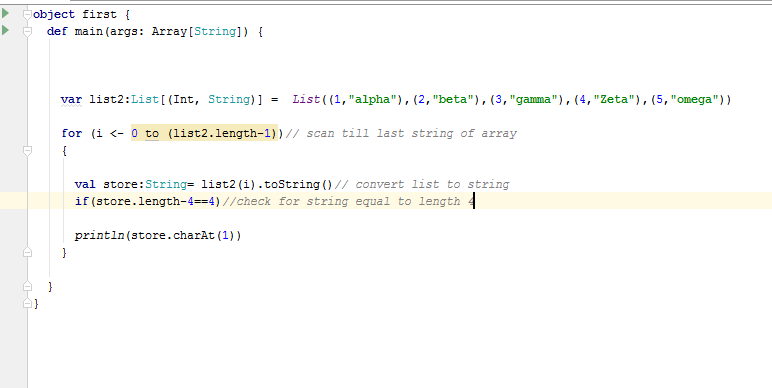 object first {
def main(args: Array[String]) {
var list2:List[(Int, String)] = List((1,"alpha"),(2,"beta"),(3,"gamma"),(4,"Zeta"),(5,"omega"))
for (i <- 0 to (list2.length-1))// scan till last string of array
{
val store:String= list2(i).toString()// convert list to string
if(store.length-4==4)//check for string equal to length 4
println(store.charAt(1))
}
}
}